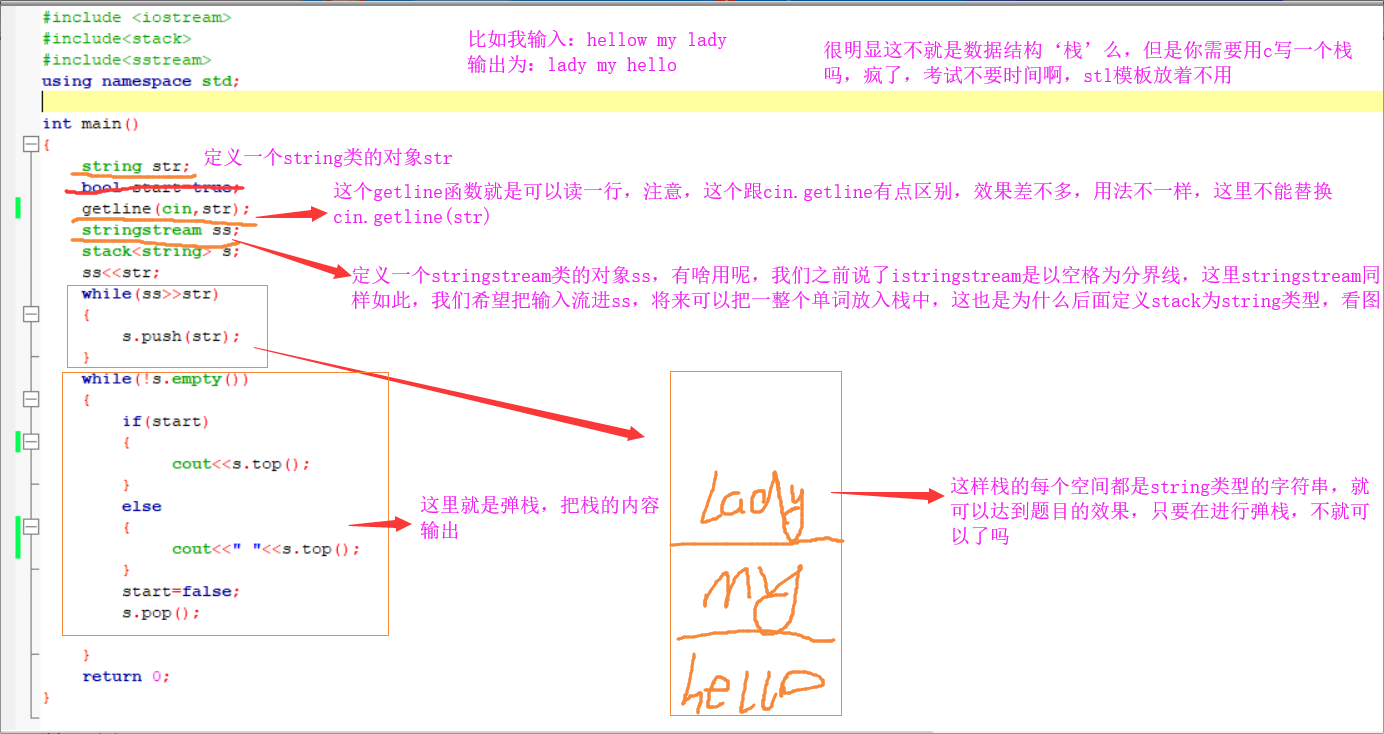 #include <iostream>
#include<stack>
#include<sstream>
using namespace std;
比如我输入：hellow my lady
输出为：lady my hello
很明显这不就是数据结构‘栈’么，但是你需要用c写一个栈
吗，疯了，考试不要时间啊，stl模板放着不用
int main()
{
string str;
定义一个string类的对象str
bool start=true;
getline(cin,str);
这个getline函数就是可以读一行，注意，这个跟cin.getline有点区别，效果差不多，用法不一样，这里不能替换
cin.getline(str)
stringstream ss;
stack<string> s;
ss<<str;
定义一个stringstream类的对象ss，有啥用呢，我们之前说了istringstream是以空格为分界线，这里stringstream同
样如此，我们希望把输入流进ss，将来可以把一整个单词放入栈中，这也是为什么后面定义stack为string类型，看图
while(ss>>str)
{
s.push(str);
}
while(!s.empty())
{
if(start)
{
cout<<s.top();
}
else
{
cout<<" "<<s.top();
}
start=false;
s.pop();
}
return 0;
}
这里就是弹栈，把栈的内容
输出
Lady
my
hello
这样栈的每个空间都是string类型的字符串，就
可以达到题目的效果，只要在进行弹栈，不就可
以了吗